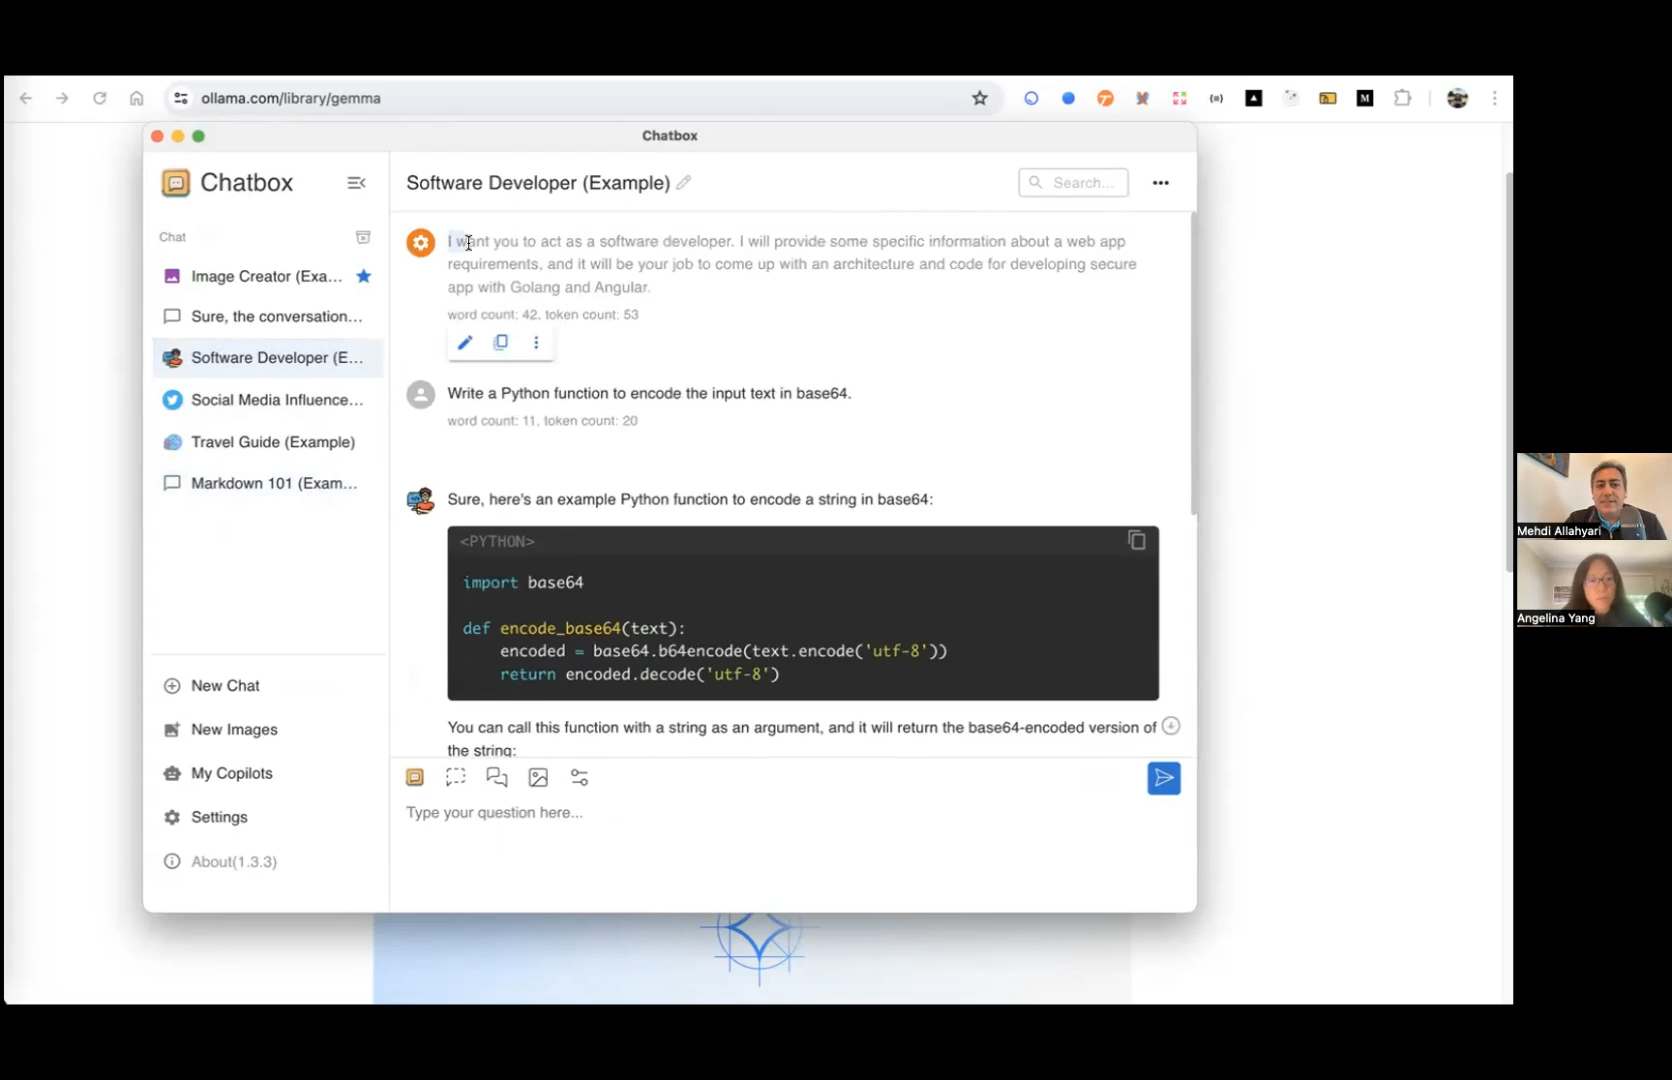 ollama.com/library/gemma
M
Chatbox
Chatbox
Chat
Image Creator (Exa...
Sure, the conversation...
Software Developer (E...
Social Media Influence...
Travel Guide (Example)
Markdown 101 (Exam...
New Chat
New Images
My Copilots
Settings
About(1.3.3)
Software Developer (Example)
Search...
I want you to act as a software developer. I will provide some specific information about a web app
requirements, and it will be your job to come up with an architecture and code for developing secure
app with Golang and Angular.
word count: 42, token count: 53
Write a Python function to encode the input text in base64.
word count: 11, token count: 20
Sure, here's an example Python function to encode a string in base64:
<PYTHON>
import base64
def encode_base64(text):
encoded = base64.b64encode(text.encode('utf-8'))
return encoded.decode('utf-8')
You can call this function with a string as an argument, and it will return the base64-encoded version of
the string:
Type your question here...
Mehdi Allahyari
Angelina Yang